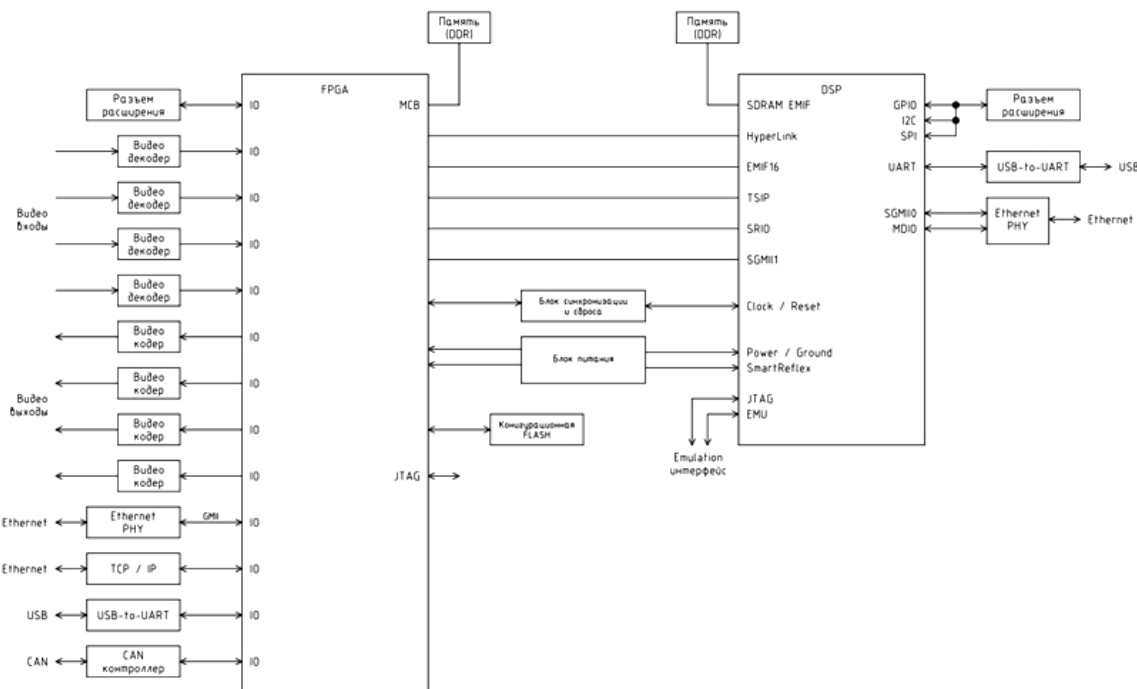 Память
(DDR)
Память
(DDR)
FPGA
DSP
Разъем
расширения
IO
MCB
SDRAM EMIF
GPIO
I2C
SPI
Разъем
расширения
Видео
декодер
IO
HyperLink
EMIF16
UART
USB-to-UART
USB
Видео
входы
Видео
декодер
IO
TSIP
SGMII0
MDIO
Ethernet
PHY
Ethernet
Видео
декодер
IO
SRIO
SGMII1
Видео
декодер
IO
Блок синхронизации
и сброса
Clock / Reset
Видео
кодер
IO
Блок питания
Power / Ground
SmartReflex
Видео
выходы
Видео
кодер
IO
JTAG
EMU
Видео
кодер
IO
Конигурационная
FLASH
Emulation
интерфейс
Видео
кодер
IO
JTAG
Ethernet
Ethernet
PHY
GMII
IO
Ethernet
TCP / IP
IO
USB
USB-to-UART
IO
CAN
CAN
контроллер
IO